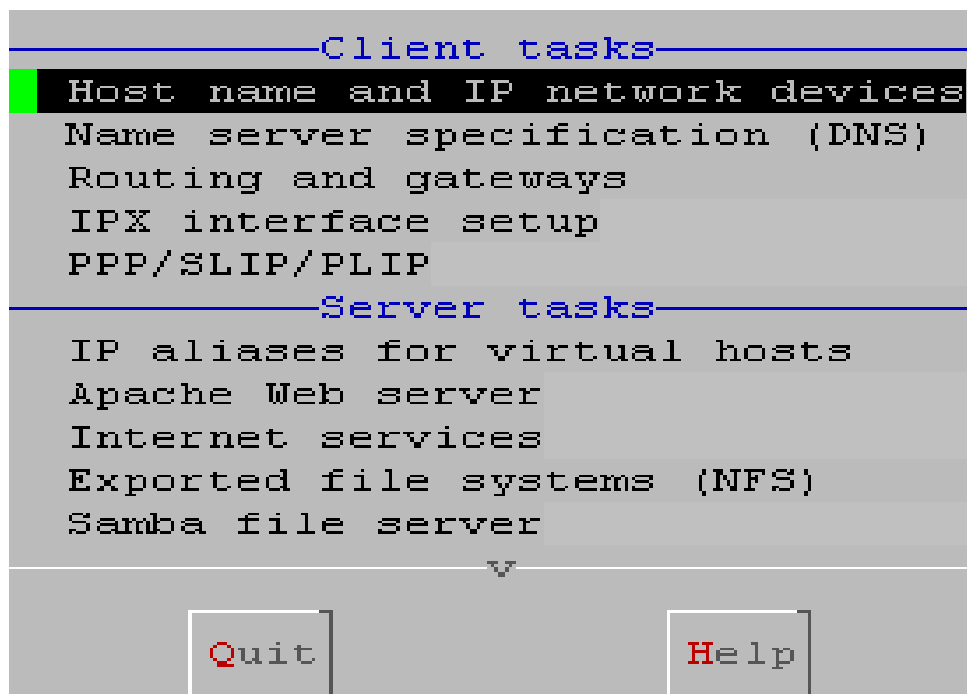 Client tasks
Host name and IP network devices
Name server specification (DNS)
Routing and gateways
IPX interface setup
PPP/SLIP/PLIP
Server tasks
IP aliases for virtual hosts
Apache Web server
Internet services
Exported file systems (NFS)
Samba file server
v
Quit Help